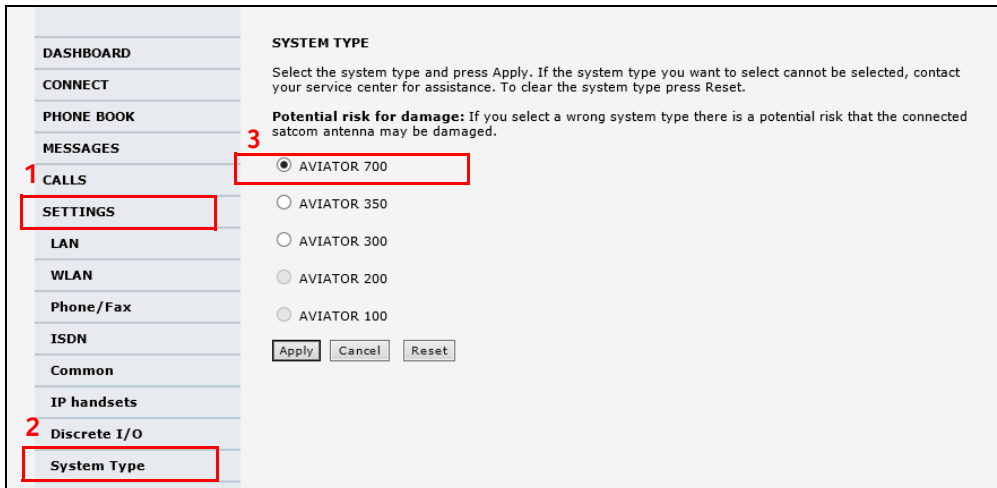 DASHBOARD
CONNECT
PHONE BOOK
MESSAGES
1
CALLS
SETTINGS
LAN
WLAN
Phone/Fax
ISDN
Common
IP handsets
2
Discrete I/O
System Type
SYSTEM TYPE
Select the system type and press Apply. If the system type you want to select cannot be selected, contact
your service center for assistance. To clear the system type press Reset.
Potential risk for damage: If you select a wrong system type there is a potential risk that the connected
satcom antenna may be damaged.
3
AVIATOR 700
AVIATOR 350
AVIATOR 300
AVIATOR 200
AVIATOR 100
Apply Cancel Reset